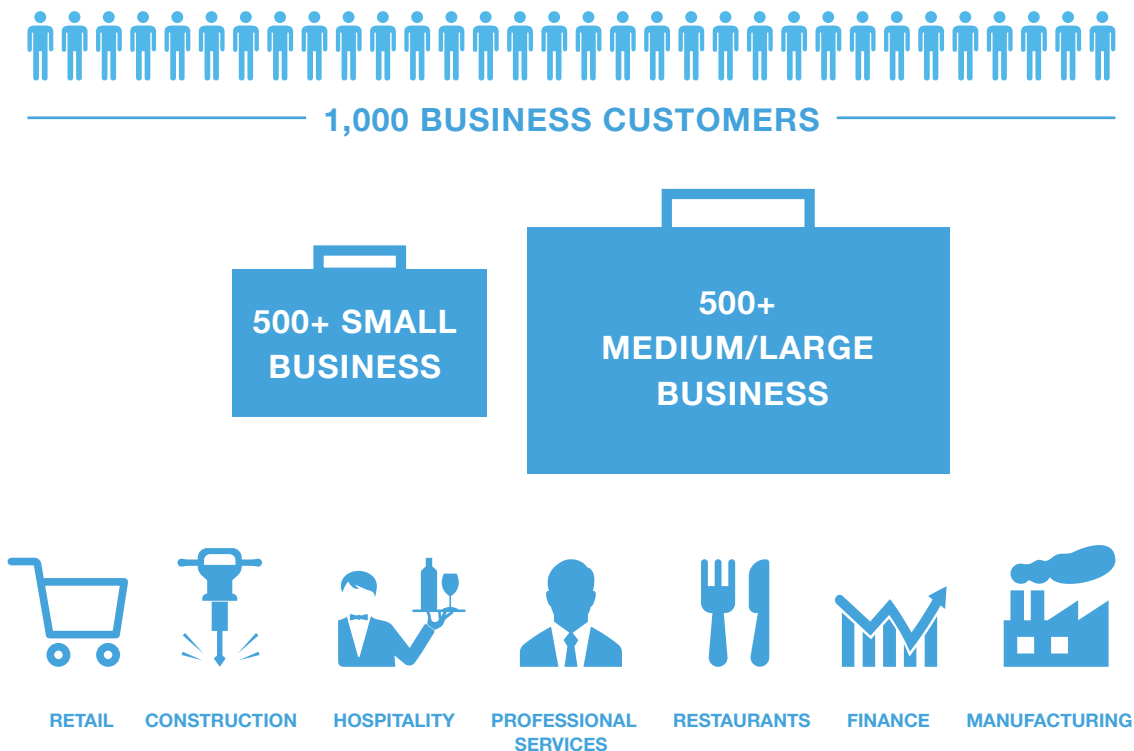 1,000 BUSINESS CUSTOMERS
500+ SMALL
BUSINESS
500+
MEDIUM/LARGE
BUSINESS
RETAIL
CONSTRUCTION
HOSPITALITY
PROFESSIONAL
SERVICES
RESTAURANTS
FINANCE
MANUFACTURING